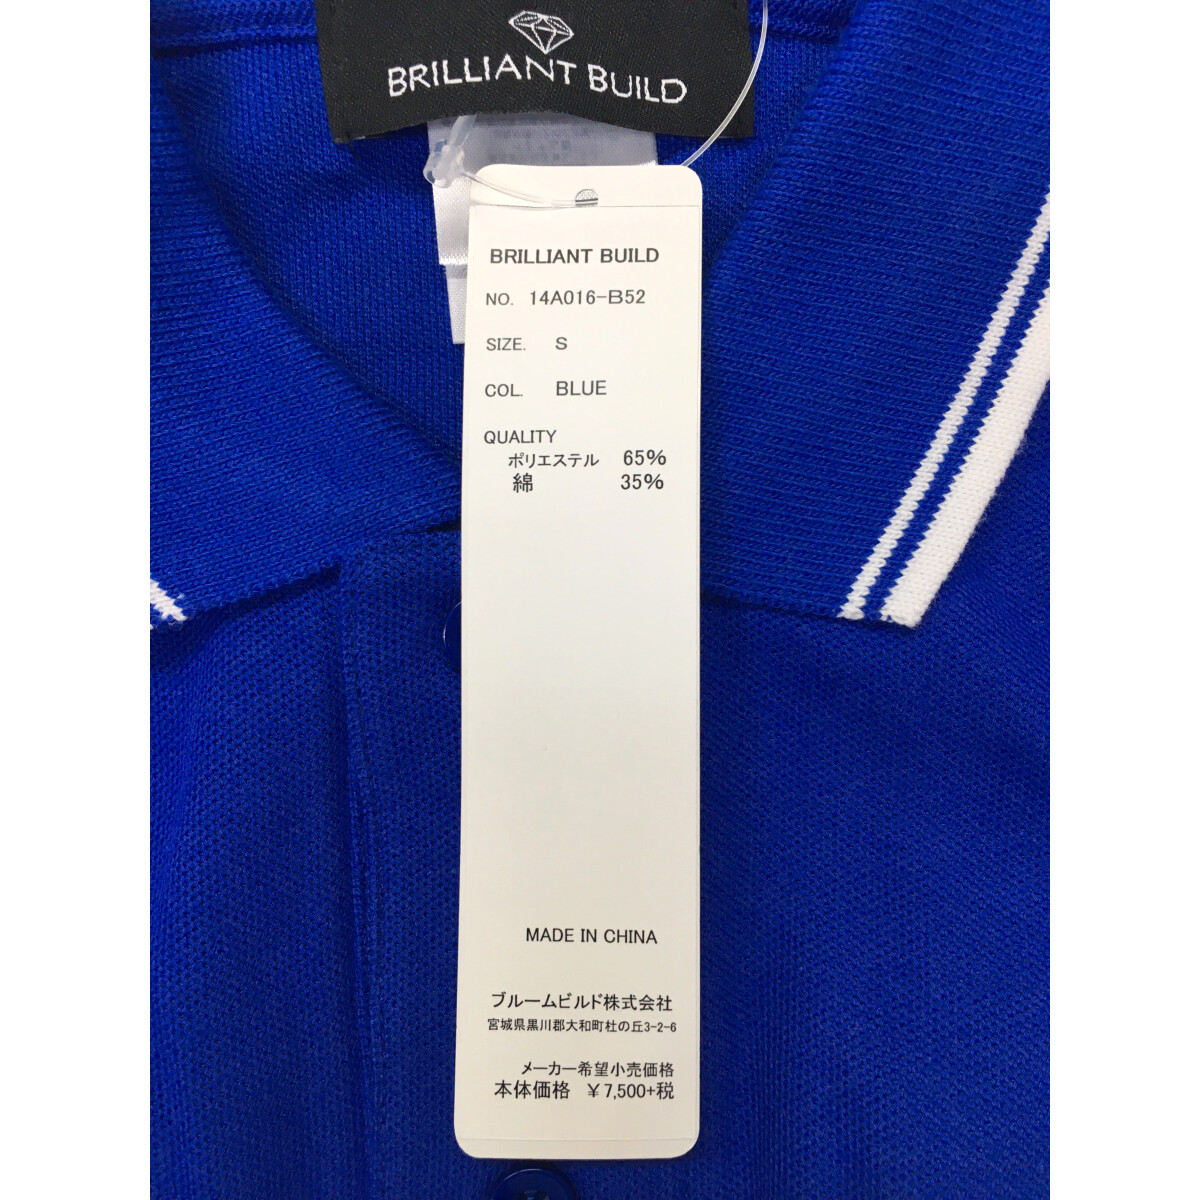 BRILLIANT BUILD
BRILLIANT BUILD
NO. 14A016-B52
SIZE. S
COL. BLUE
QUALITY
ポリエステル 65%
綿 35%
MADE IN CHINA
ブルームビルド株式会社
宮城県黒川郡大和町杜の丘3-2-6
メーカー希望小売価格
本体価格 ￥7,500+税